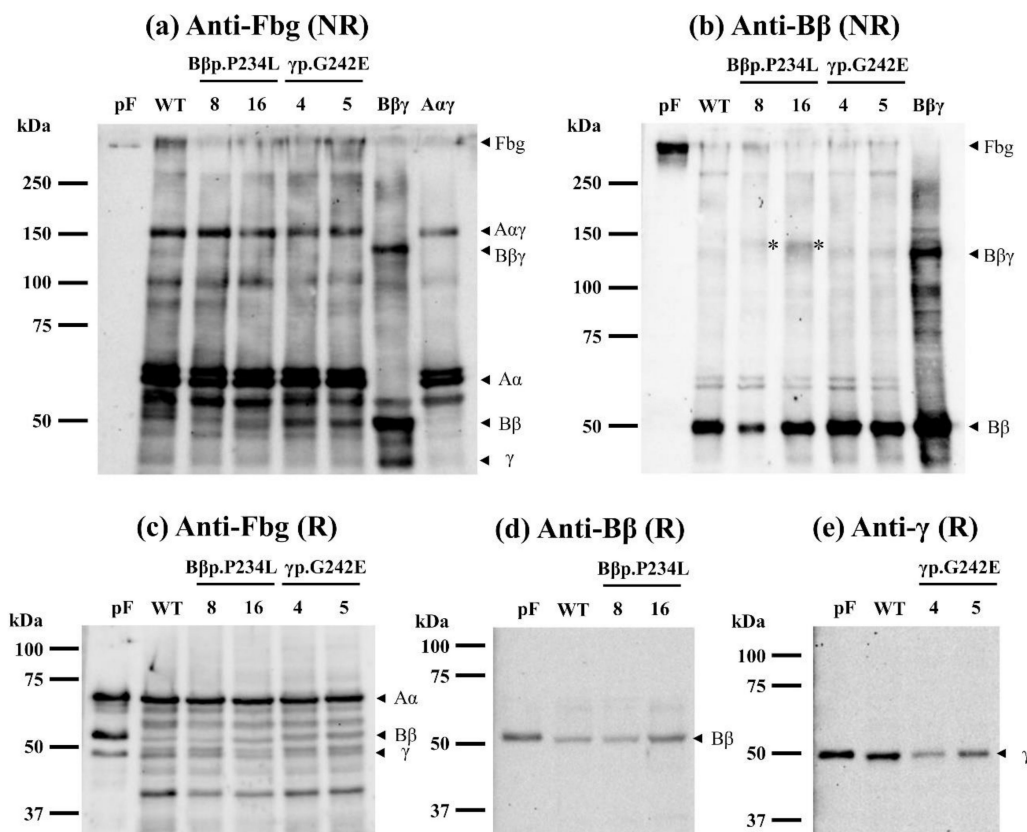 (a) Anti-Fbg (NR)
Bβp.P234L γp.G242E
pF WT 8 16 4 5 Bβγ Aαγ
kDa
Fbg
250
150
Aαγ
Bβγ
100
75
Aα
50
Bβ
γ
(b) Anti-Bβ (NR)
Bβp.P234L γp.G242E
pF WT 8 16 4 5 Bβγ
kDa
Fbg
250
150
* *
Bβγ
100
75
50
Bβ
(c) Anti-Fbg (R)
Bβp.P234L γp.G242E
pF WT 8 16 4 5
kDa
100
75
Aα
Bβ
50
γ
37
(d) Anti-Bβ (R)
Bβp.P234L
pF WT 8 16
kDa
100
75
Bβ
50
37
(e) Anti-γ (R)
γp.G242E
pF WT 4 5
kDa
100
75
50
γ
37